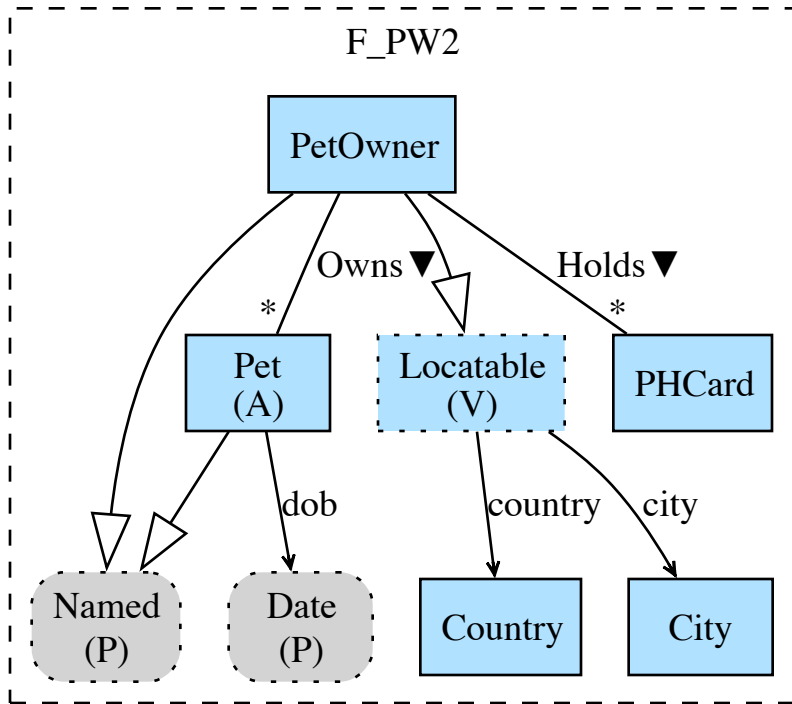 F_PW2
PetOwner
Owns ▼
Holds ▼
*
*
Pet
(A)
Locatable
(V)
PHCard
dob
country
city
Named
(P)
Date
(P)
Country
City